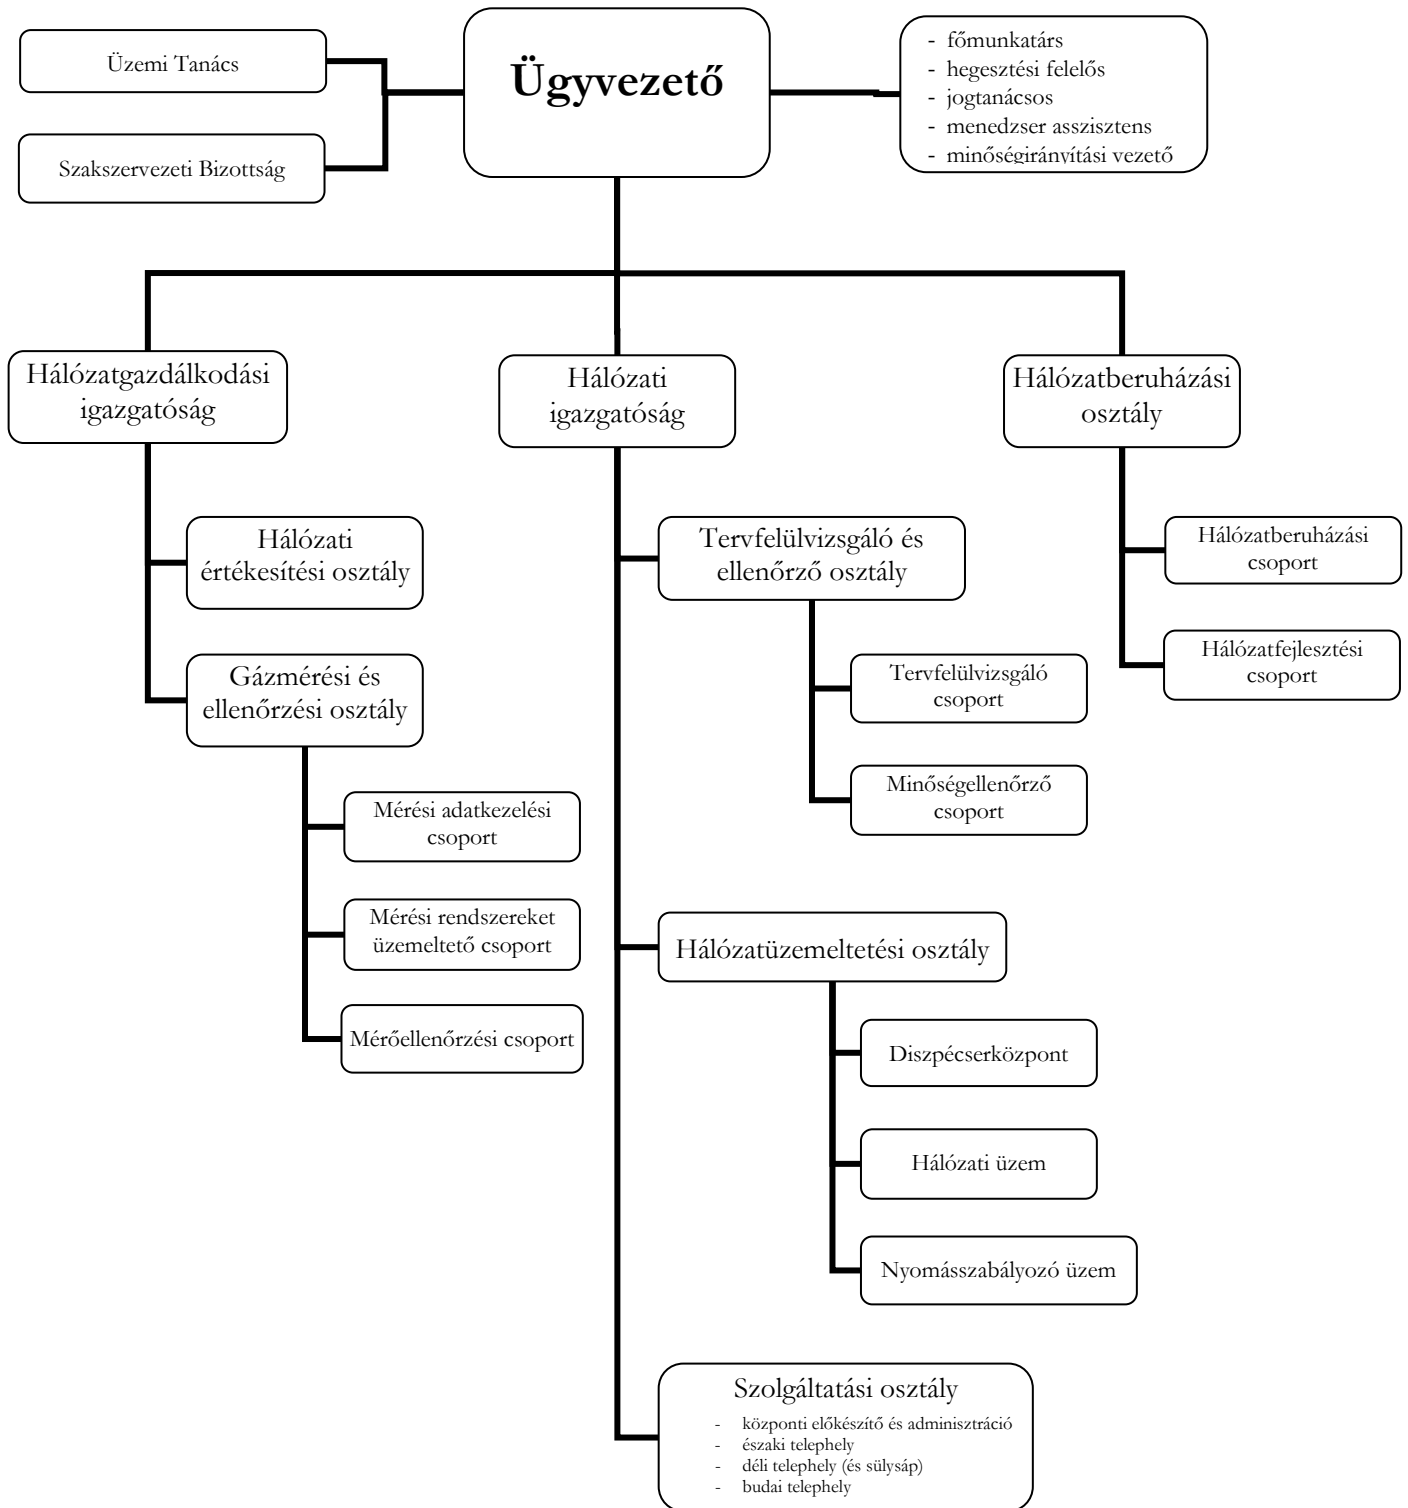 Üzemi Tanács
Szakszervezeti Bizottság
Ügyvezető
- főmunkatárs
- hegesztési felelős
- jogtanácsos
- menedzser asszisztens
- minőségirányítási vezető
Hálózatgazdálkodási
igazgatóság
Hálózati
értékesítési osztály
Gázmérési és
ellenőrzési osztály
Mérési adatkezelési
csoport
Mérési rendszereket
üzemeltető csoport
Mérőellenőrzési csoport
Hálózati
igazgatóság
Tervfelülvizsgáló és
ellenőrző osztály
Tervfelülvizsgáló
csoport
Minőségellenőrző
csoport
Hálózatüzemeltetési osztály
Diszpécserközpont
Hálózati üzem
Nyomásszabályozó üzem
Szolgáltatási osztály
- központi előkészítő és adminisztráció
- északi telephely
- déli telephely (és sülysáp)
- budai telephely
Hálózatberuházási
osztály
Hálózatberuházási
csoport
Hálózatfejlesztési
csoport